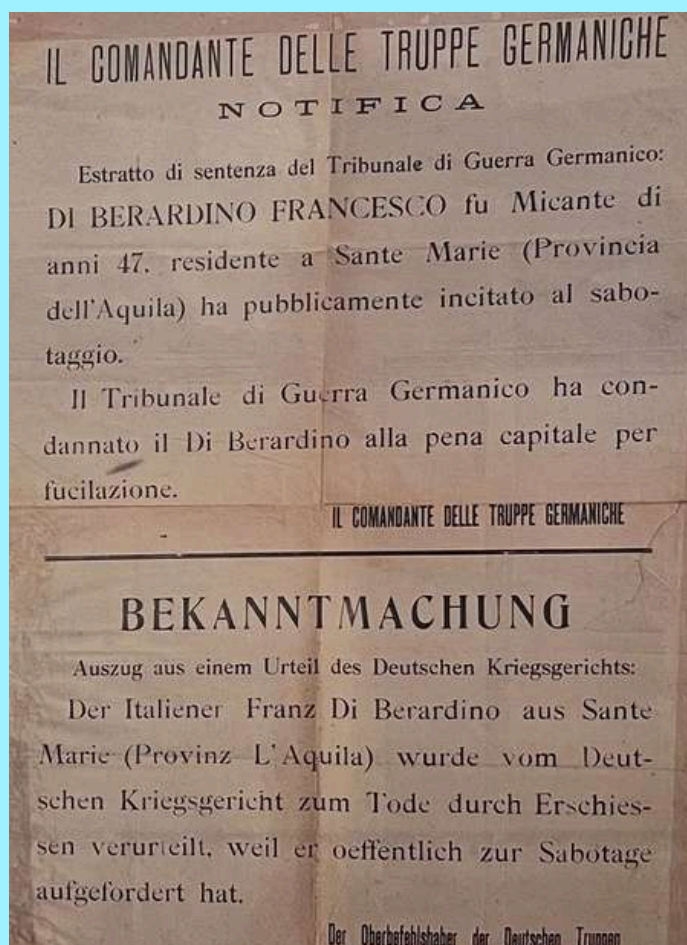 IL COMANDANTE DELLE TRUPPE GERMANICHE
NOTIFICA
Estratto di sentenza del Tribunale di Guerra Germanico:
DI BERARDINO FRANCESCO fu Micante di
anni 47. residente a Sante Marie (Provincia
dell'Aquila) ha pubblicamente incitato al sabo-
taggio.
Il Tribunale di Guerra Germanico ha con-
dannato il Di Berardino alla pena capitale per
fucilazione.
IL COMANDANTE DELLE TRUPPE GERMANICHE
BEKANNTMACHUNG
Auszug aus einem Urteil des Deutschen Kriegsgerichts:
Der Italiener Franz Di Berardino aus Sante
Marie (Provinz L'Aquila) wurde vom Deut-
schen Kriegsgericht zum Tode durch Erschies-
sen verurteilt, weil er oeffentlich zur Sabotage
aufgefordert hat.
Der Oberbefehlshaber der Deutschen Truppen